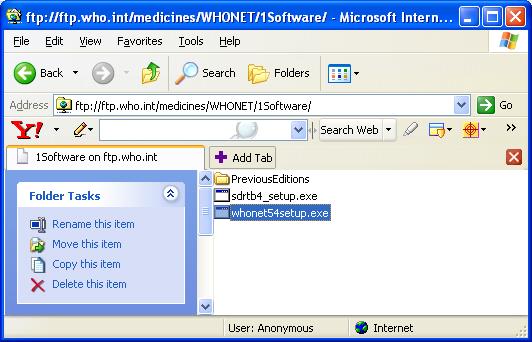 ftp://ftp.who.int/medicines/WHONET/1Software/ - Microsoft Intern...
File Edit View Favorites Tools Help
Back Search Folders
Address ftp://ftp.who.int/medicines/WHONET/1Software/ Go
Y! Search Web »
1Software on ftp.who.int Add Tab
Folder Tasks
Rename this item
Move this item
Copy this item
Delete this item
PreviousEditions
sdrtb4_setup.exe
whonet54setup.exe
User: Anonymous Internet